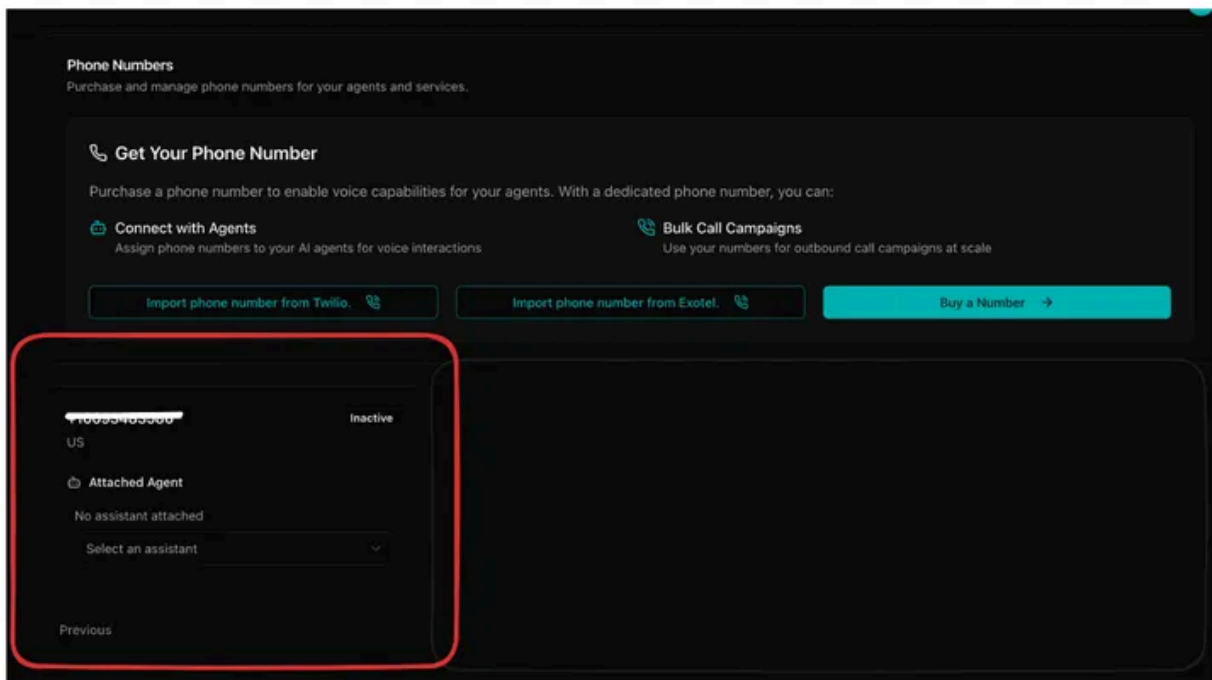 Phone Numbers
Purchase and manage phone numbers for your agents and services.
Get Your Phone Number
Purchase a phone number to enable voice capabilities for your agents. With a dedicated phone number, you can:
Connect with Agents
Assign phone numbers to your AI agents for voice interactions
Bulk Call Campaigns
Use your numbers for outbound call campaigns at scale
Import phone number from Twilio.
Import phone number from Exotel.
Buy a Number →
Inactive
US
Attached Agent
No assistant attached
Select an assistant
Previous